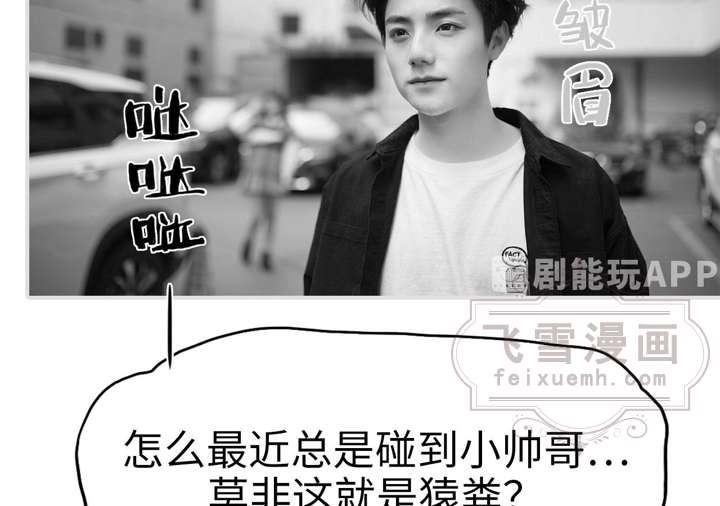 皱
眉
哒
哒
哒
FACT
剧能玩APP
飞雪漫画
feixuemh.com
怎么最近总是碰到小帅哥...
莫非这就是猿粪?